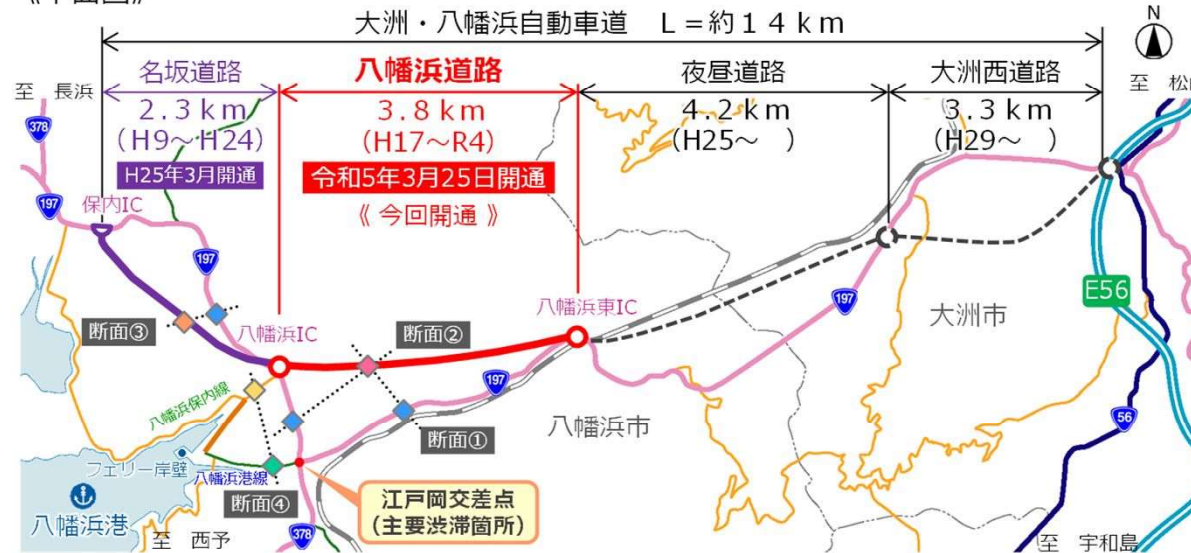 大洲・八幡浜自動車道 L=約14km
N
名坂道路
八幡浜道路
夜昼道路
大洲西道路
至 長浜
2.3km
3.8km
4.2km
3.3km
(H9～H24)
(H17～R4)
(H25～ )
(H29～ )
378
H25年3月開通
令和5年3月25日開通
《 今回開通 》
197
保内IC
197
E56
八幡浜東IC
197
大洲市
断面③
八幡浜IC
断面②
197
八幡浜保内線
断面①
八幡浜市
56
フェリー岸壁
八幡浜港線
断面④
江戸岡交差点
(主要渋滞箇所)
八幡浜港
至 西予
378
至 宇和島